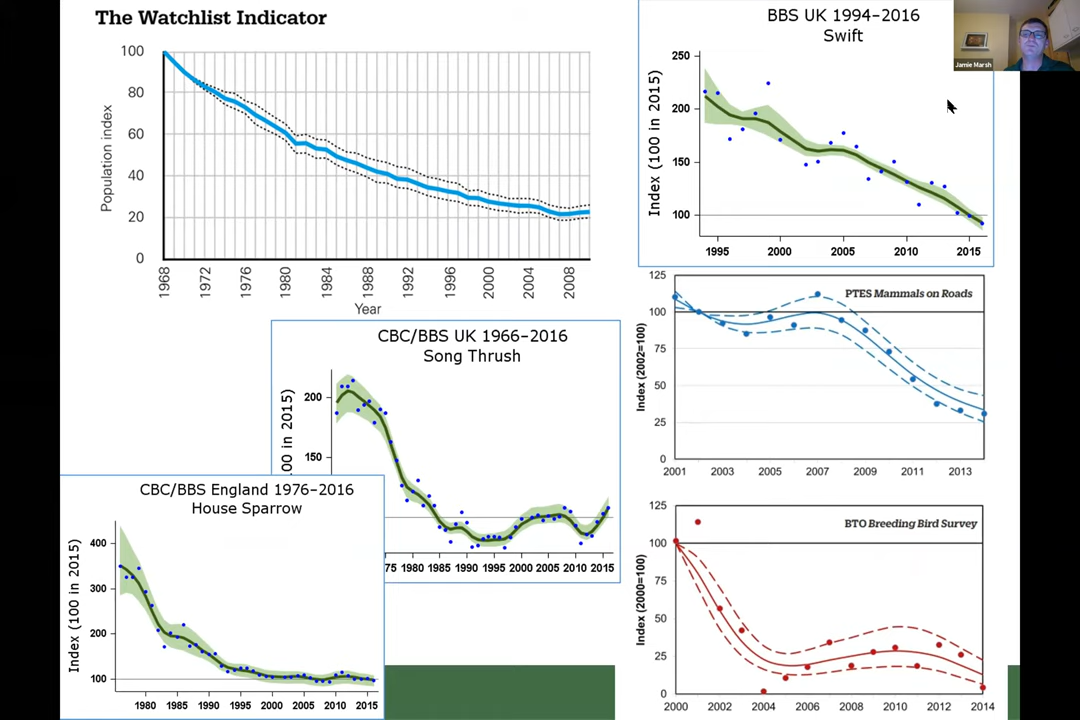 The Watchlist Indicator
100
80
60
40
20
0
Population index
1968
1972
1976
1980
1984
1988
1992
1996
2000
2004
2008
Year
BBS UK 1994–2016
Swift
250
200
150
100
Index (100 in 2015)
1995 2000 2005 2010 2015
Jamie Marsh
PTES Mammals on Roads
125
100
75
50
25
0
Index (2002=100)
2001 2003 2005 2007 2009 2011 2013
CBC/BBS UK 1966–2016
Song Thrush
200
150
00 in 2015)
75 1980 1985 1990 1995 2000 2005 2010 2015
CBC/BBS England 1976–2016
House Sparrow
400
300
200
100
Index (100 in 2015)
1980 1985 1990 1995 2000 2005 2010 2015
BTO Breeding Bird Survey
125
100
75
50
25
0
Index (2000=100)
2000 2002 2004 2006 2008 2010 2012 2014